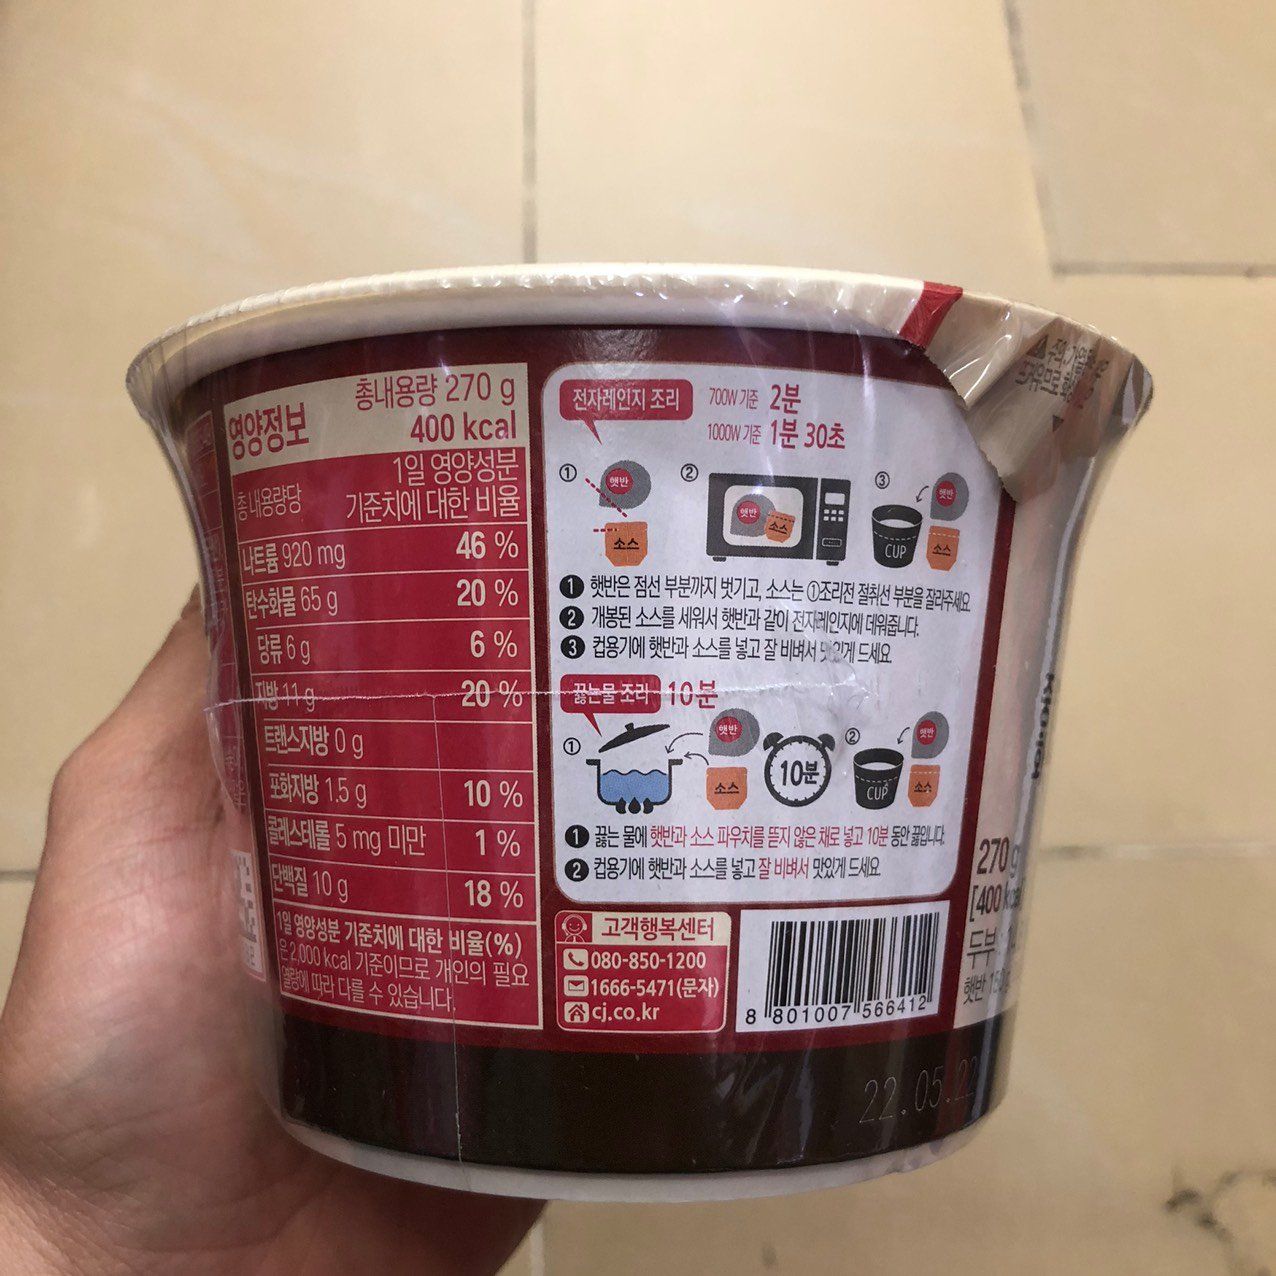 영양정보
총내용량 270 g
400 kcal
총 내용량당
1일 영양성분
기준치에 대한 비율
나트륨 920 mg 46 %
탄수화물 65 g 20 %
당류 6 g 6 %
지방 11 g 20 %
트랜스지방 0 g
포화지방 1.5 g 10 %
콜레스테롤 5 mg 미만 1 %
단백질 10 g 18 %
1일 영양성분 기준치에 대한 비율(%)
은 2,000 kcal 기준이므로 개인의 필요
열량에 따라 다를 수 있습니다.
전자레인지 조리 700W 기준 2분
1000W 기준 1분 30초
① 햇반 소스
② 햇반 소스
③ 햇반 CUP 소스
❶ 햇반은 점선 부분까지 벗기고, 소스는 ①조리전 절취선 부분을 잘라주세요.
❷ 개봉된 소스를 세워서 햇반과 같이 전자레인지에 데워줍니다.
❸ 컵용기에 햇반과 소스를 넣고 잘 비벼서 맛있게 드세요.
끓는물 조리 10분
① 햇반 소스 10분
② 햇반 CUP 소스
❶ 끓는 물에 햇반과 소스 파우치를 뜯지 않은 채로 넣고 10분 동안 끓입니다.
❷ 컵용기에 햇반과 소스를 넣고 잘 비벼서 맛있게 드세요.
고객행복센터
080-850-1200
1666-5471(문자)
cj.co.kr
8 801007 566412
270 g
[400
두부
햇반
22.05.22